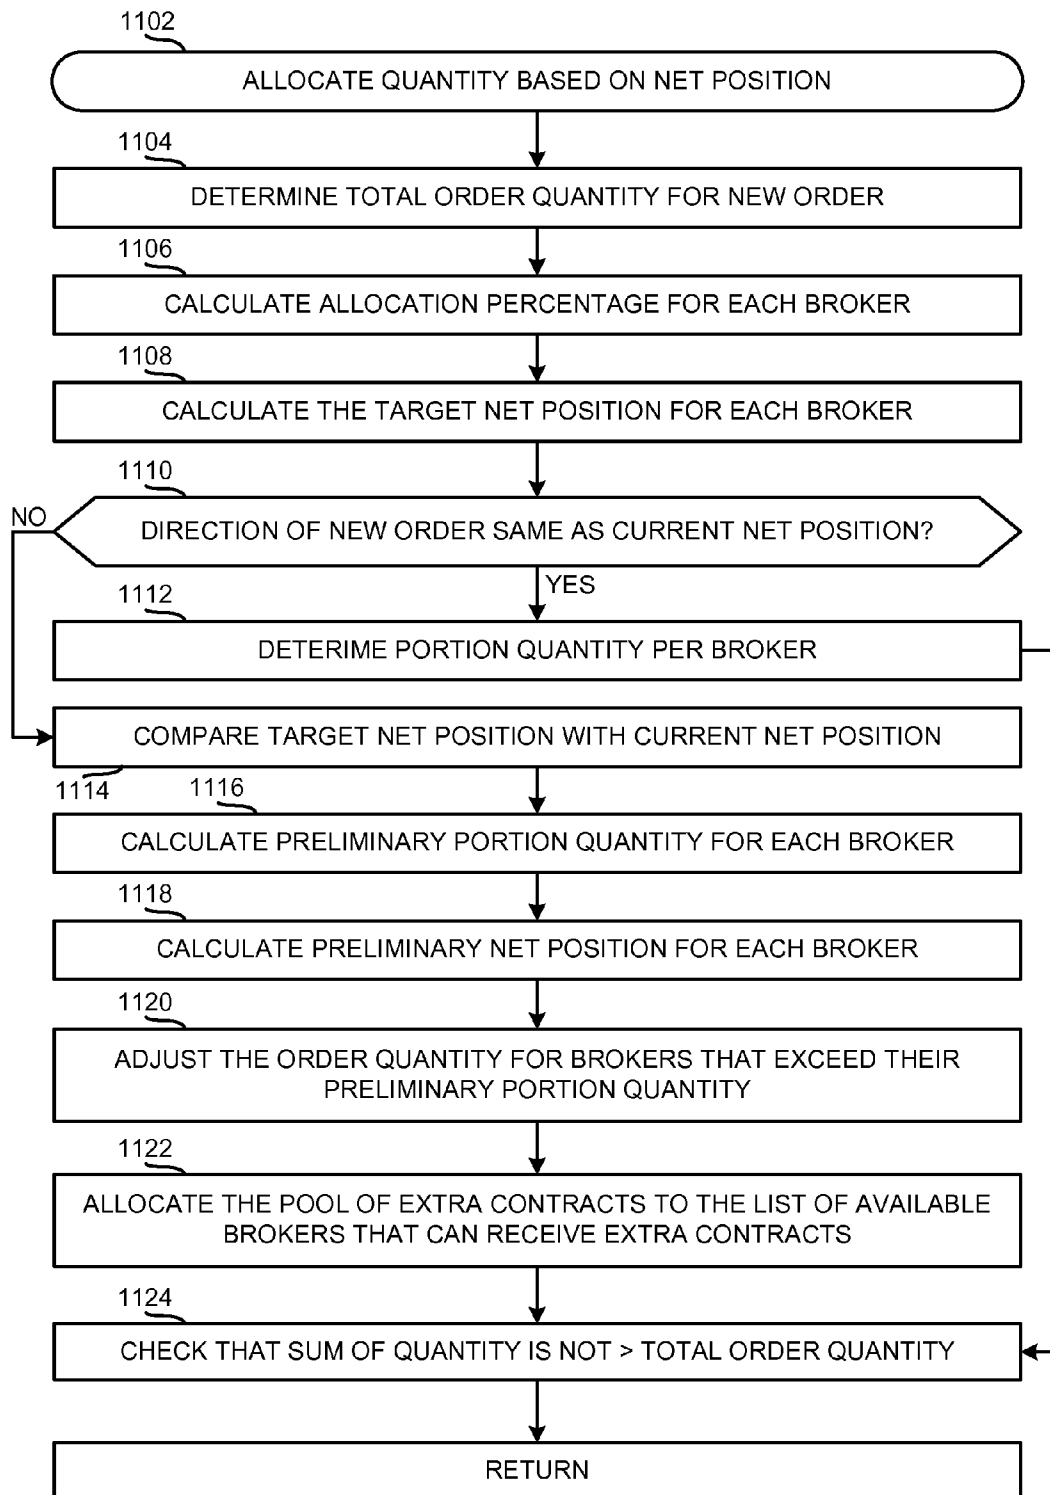 1102
ALLOCATE QUANTITY BASED ON NET POSITION
1104
DETERMINE TOTAL ORDER QUANTITY FOR NEW ORDER
1106
CALCULATE ALLOCATION PERCENTAGE FOR EACH BROKER
1108
CALCULATE THE TARGET NET POSITION FOR EACH BROKER
1110
NO
DIRECTION OF NEW ORDER SAME AS CURRENT NET POSITION?
YES
1112
DETERIME PORTION QUANTITY PER BROKER
COMPARE TARGET NET POSITION WITH CURRENT NET POSITION
1114
1116
CALCULATE PRELIMINARY PORTION QUANTITY FOR EACH BROKER
1118
CALCULATE PRELIMINARY NET POSITION FOR EACH BROKER
1120
ADJUST THE ORDER QUANTITY FOR BROKERS THAT EXCEED THEIR
PRELIMINARY PORTION QUANTITY
1122
ALLOCATE THE POOL OF EXTRA CONTRACTS TO THE LIST OF AVAILABLE
BROKERS THAT CAN RECEIVE EXTRA CONTRACTS
1124
CHECK THAT SUM OF QUANTITY IS NOT > TOTAL ORDER QUANTITY
RETURN